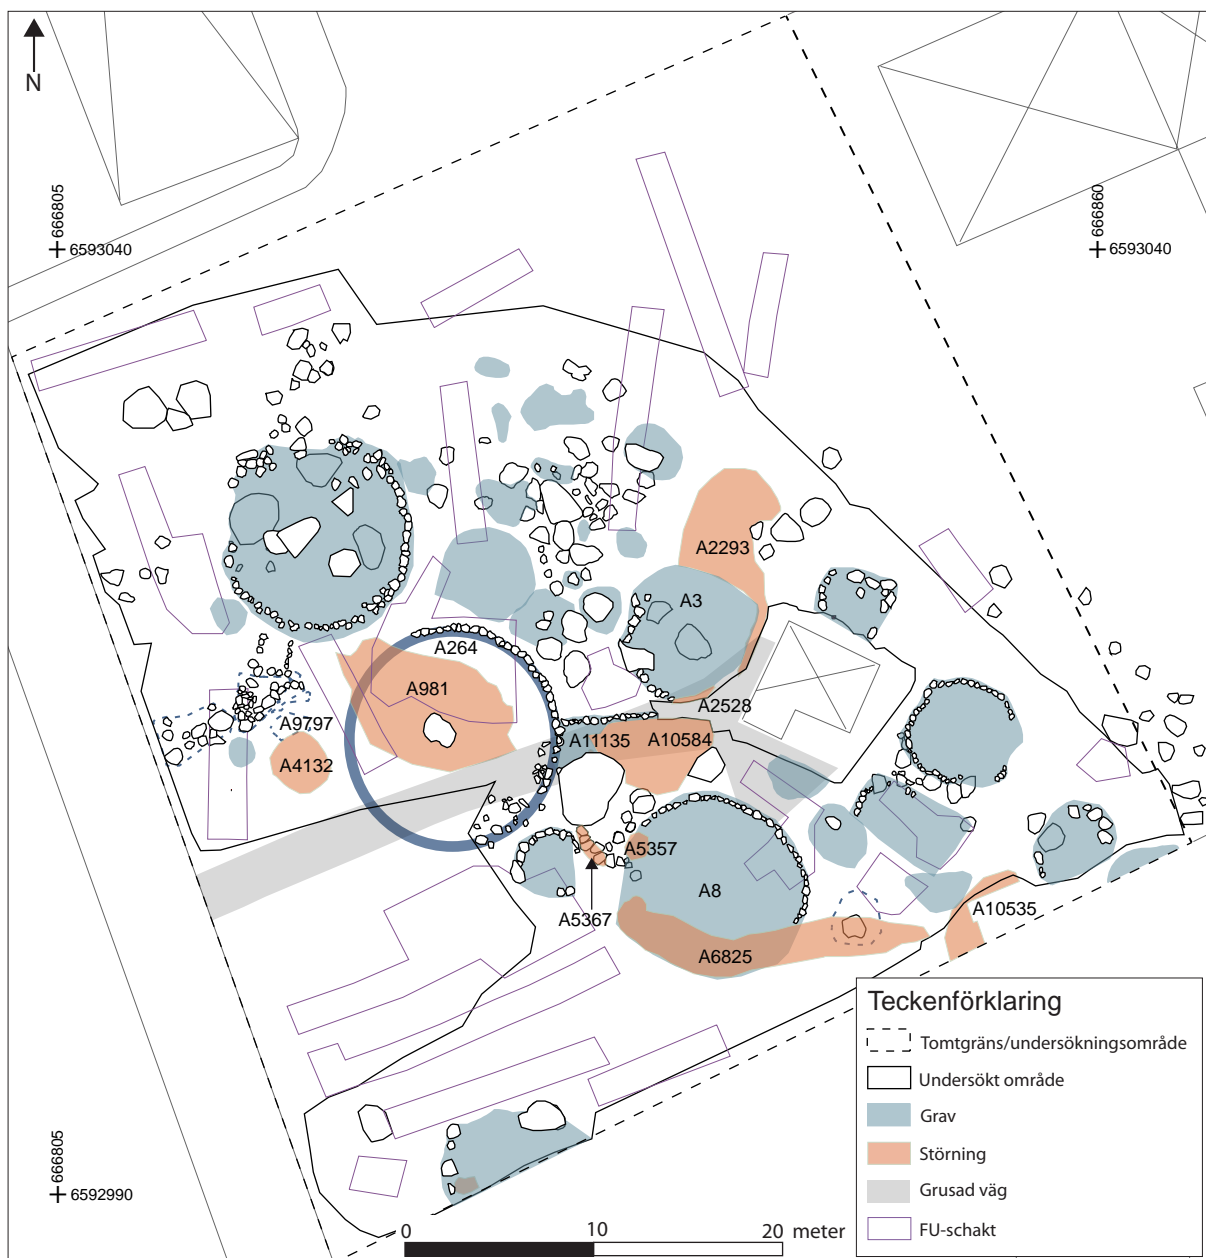 N
666805
6593040
666860
6593040
A2293
A3
A264
A981
A2528
A9797
A11135
A10584
A4132
A5357
A8
A5367
A10535
A6825
Teckenförklaring
Tomtgräns/undersökningsområde
Undersökt område
Grav
Störning
Grusad väg
FU-schakt
666805
6592990
0 10 20 meter